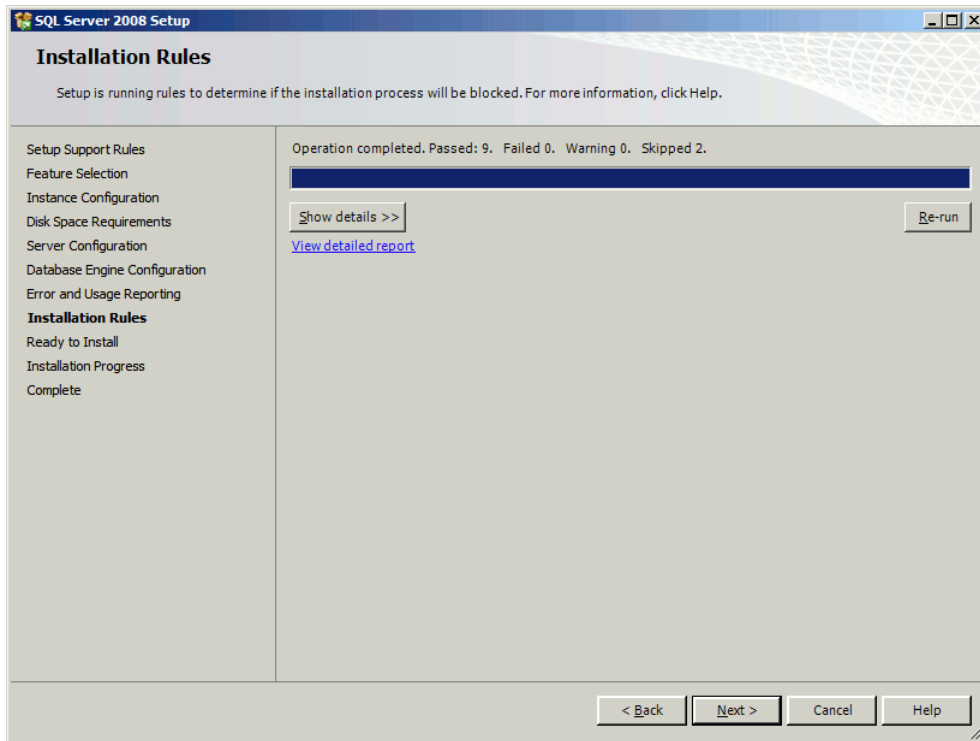 SQL Server 2008 Setup
Installation Rules
Setup is running rules to determine if the installation process will be blocked. For more information, click Help.
Setup Support Rules
Feature Selection
Instance Configuration
Disk Space Requirements
Server Configuration
Database Engine Configuration
Error and Usage Reporting
Installation Rules
Ready to Install
Installation Progress
Complete
Operation completed. Passed: 9. Failed 0. Warning 0. Skipped 2.
Show details >>
Re-run
View detailed report
< Back
Next >
Cancel
Help